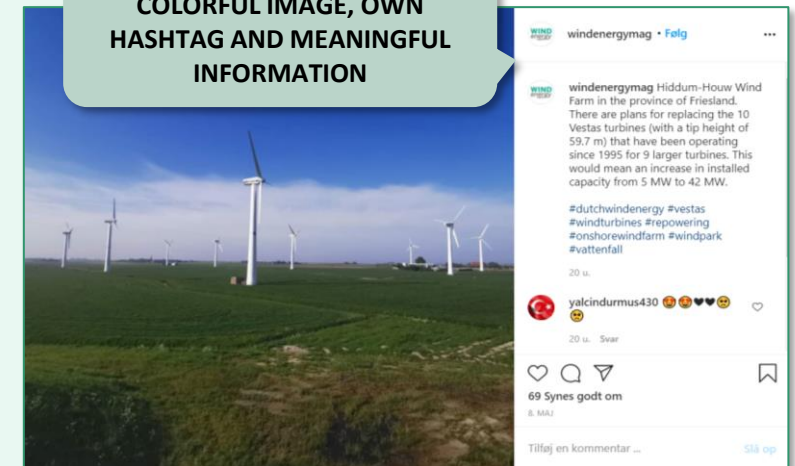 COLORFUL IMAGE, OWN
HASHTAG AND MEANINGFUL
INFORMATION
WIND
ENERGY
windenergymag • Følg
WIND
ENERGY
windenergymag Hiddum-Houw Wind
Farm in the province of Friesland.
There are plans for replacing the 10
Vestas turbines (with a tip height of
59.7 m) that have been operating
since 1995 for 9 larger turbines. This
would mean an increase in installed
capacity from 5 MW to 42 MW.
#dutchwindenergy #vestas
#windturbines #repowering
#onshorewindfarm #windpark
#vattenfall
20 u.
yalcindurmus430 🤩🤩🖤🖤🥺
🥺
20 u. Svar
69 Synes godt om
8. MAJ
Tilføj en kommentar ...
Slå op